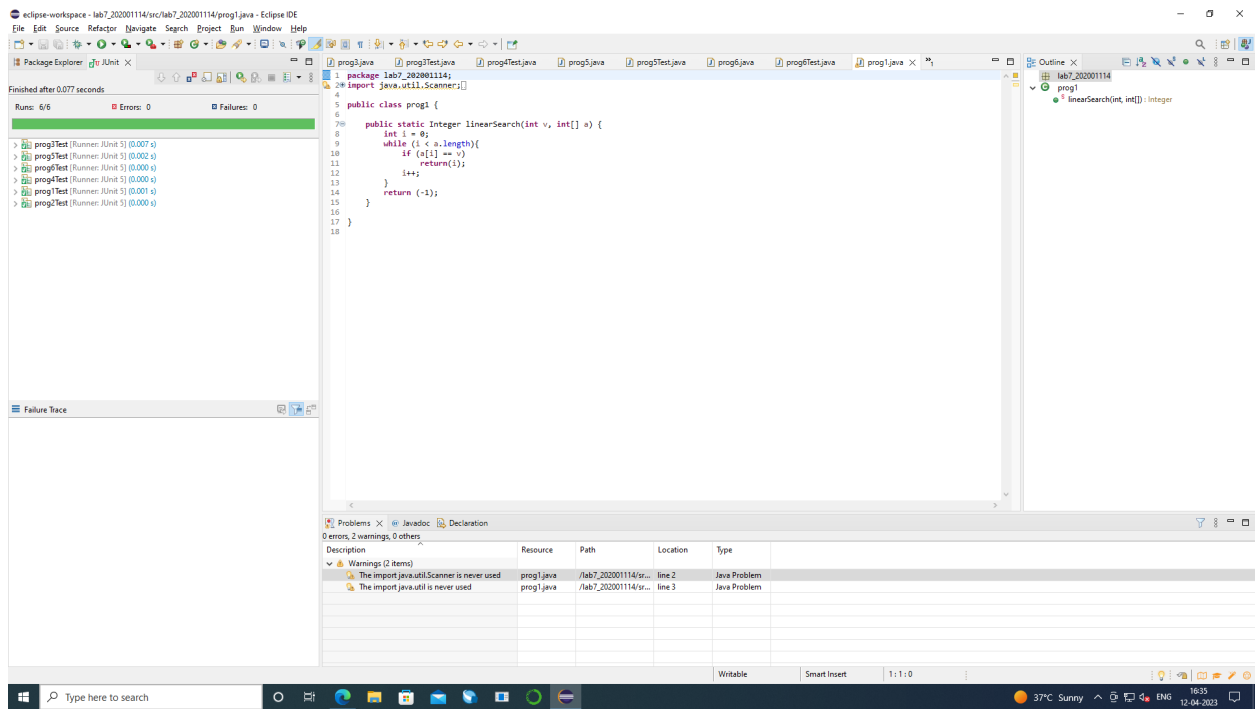 eclipse-workspace - lab7_202001114/src/lab7_202001114/prog1.java - Eclipse IDE
File Edit Source Refactor Navigate Search Project Run Window Help
Package Explorer JUnit
Finished after 0.077 seconds
Runs: 6/6 Errors: 0 Failures: 0
prog3Test [Runner: JUnit 5] (0.007 s)
prog5Test [Runner: JUnit 5] (0.002 s)
prog6Test [Runner: JUnit 5] (0.000 s)
prog4Test [Runner: JUnit 5] (0.000 s)
prog1Test [Runner: JUnit 5] (0.001 s)
prog2Test [Runner: JUnit 5] (0.000 s)
Failure Trace
prog3.java prog3Test.java prog4Test.java prog5.java prog5Test.java prog6.java prog6Test.java prog1.java »1
1 package lab7_202001114;
2 import java.util.Scanner;
4
5 public class prog1 {
6
7 public static Integer linearSearch(int v, int[] a) {
8 int i = 0;
9 while (i < a.length){
10 if (a[i] == v)
11 return(i);
12 i++;
13 }
14 return (-1);
15 }
16
17 }
18
Outline
lab7_202001114
prog1
linearSearch(int, int[]) : Integer
Problems Javadoc Declaration
0 errors, 2 warnings, 0 others
Description Resource Path Location Type
Warnings (2 items)
The import java.util.Scanner is never used prog1.java /lab7_202001114/sr... line 2 Java Problem
The import java.util is never used prog1.java /lab7_202001114/sr... line 3 Java Problem
Writable Smart Insert 1 : 1 : 0
Type here to search
37°C Sunny ENG 16:35
12-04-2023